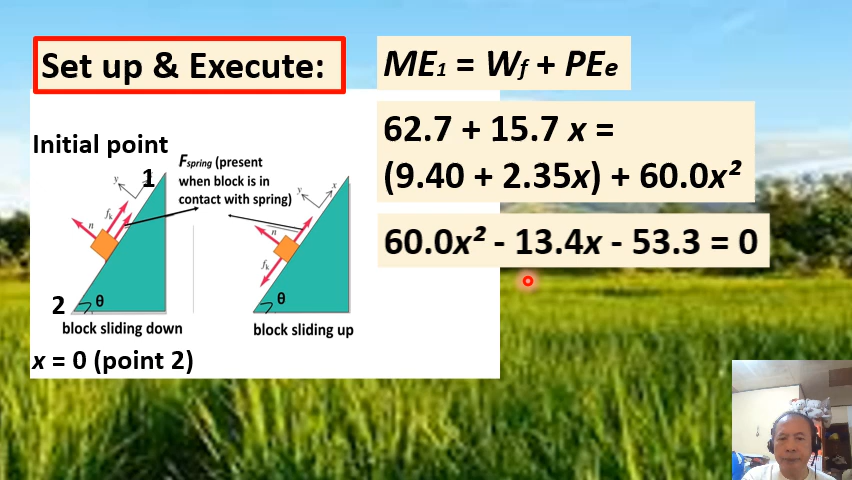 Set up & Execute:
ME₁ = Wf + PEe
62.7 + 15.7 x =
(9.40 + 2.35x) + 60.0x²
60.0x² - 13.4x - 53.3 = 0
Initial point
1
Fspring (present
when block is in
contact with spring)
y
x
n
fk
2
θ
block sliding down
y
x
n
fk
θ
block sliding up
x = 0 (point 2)